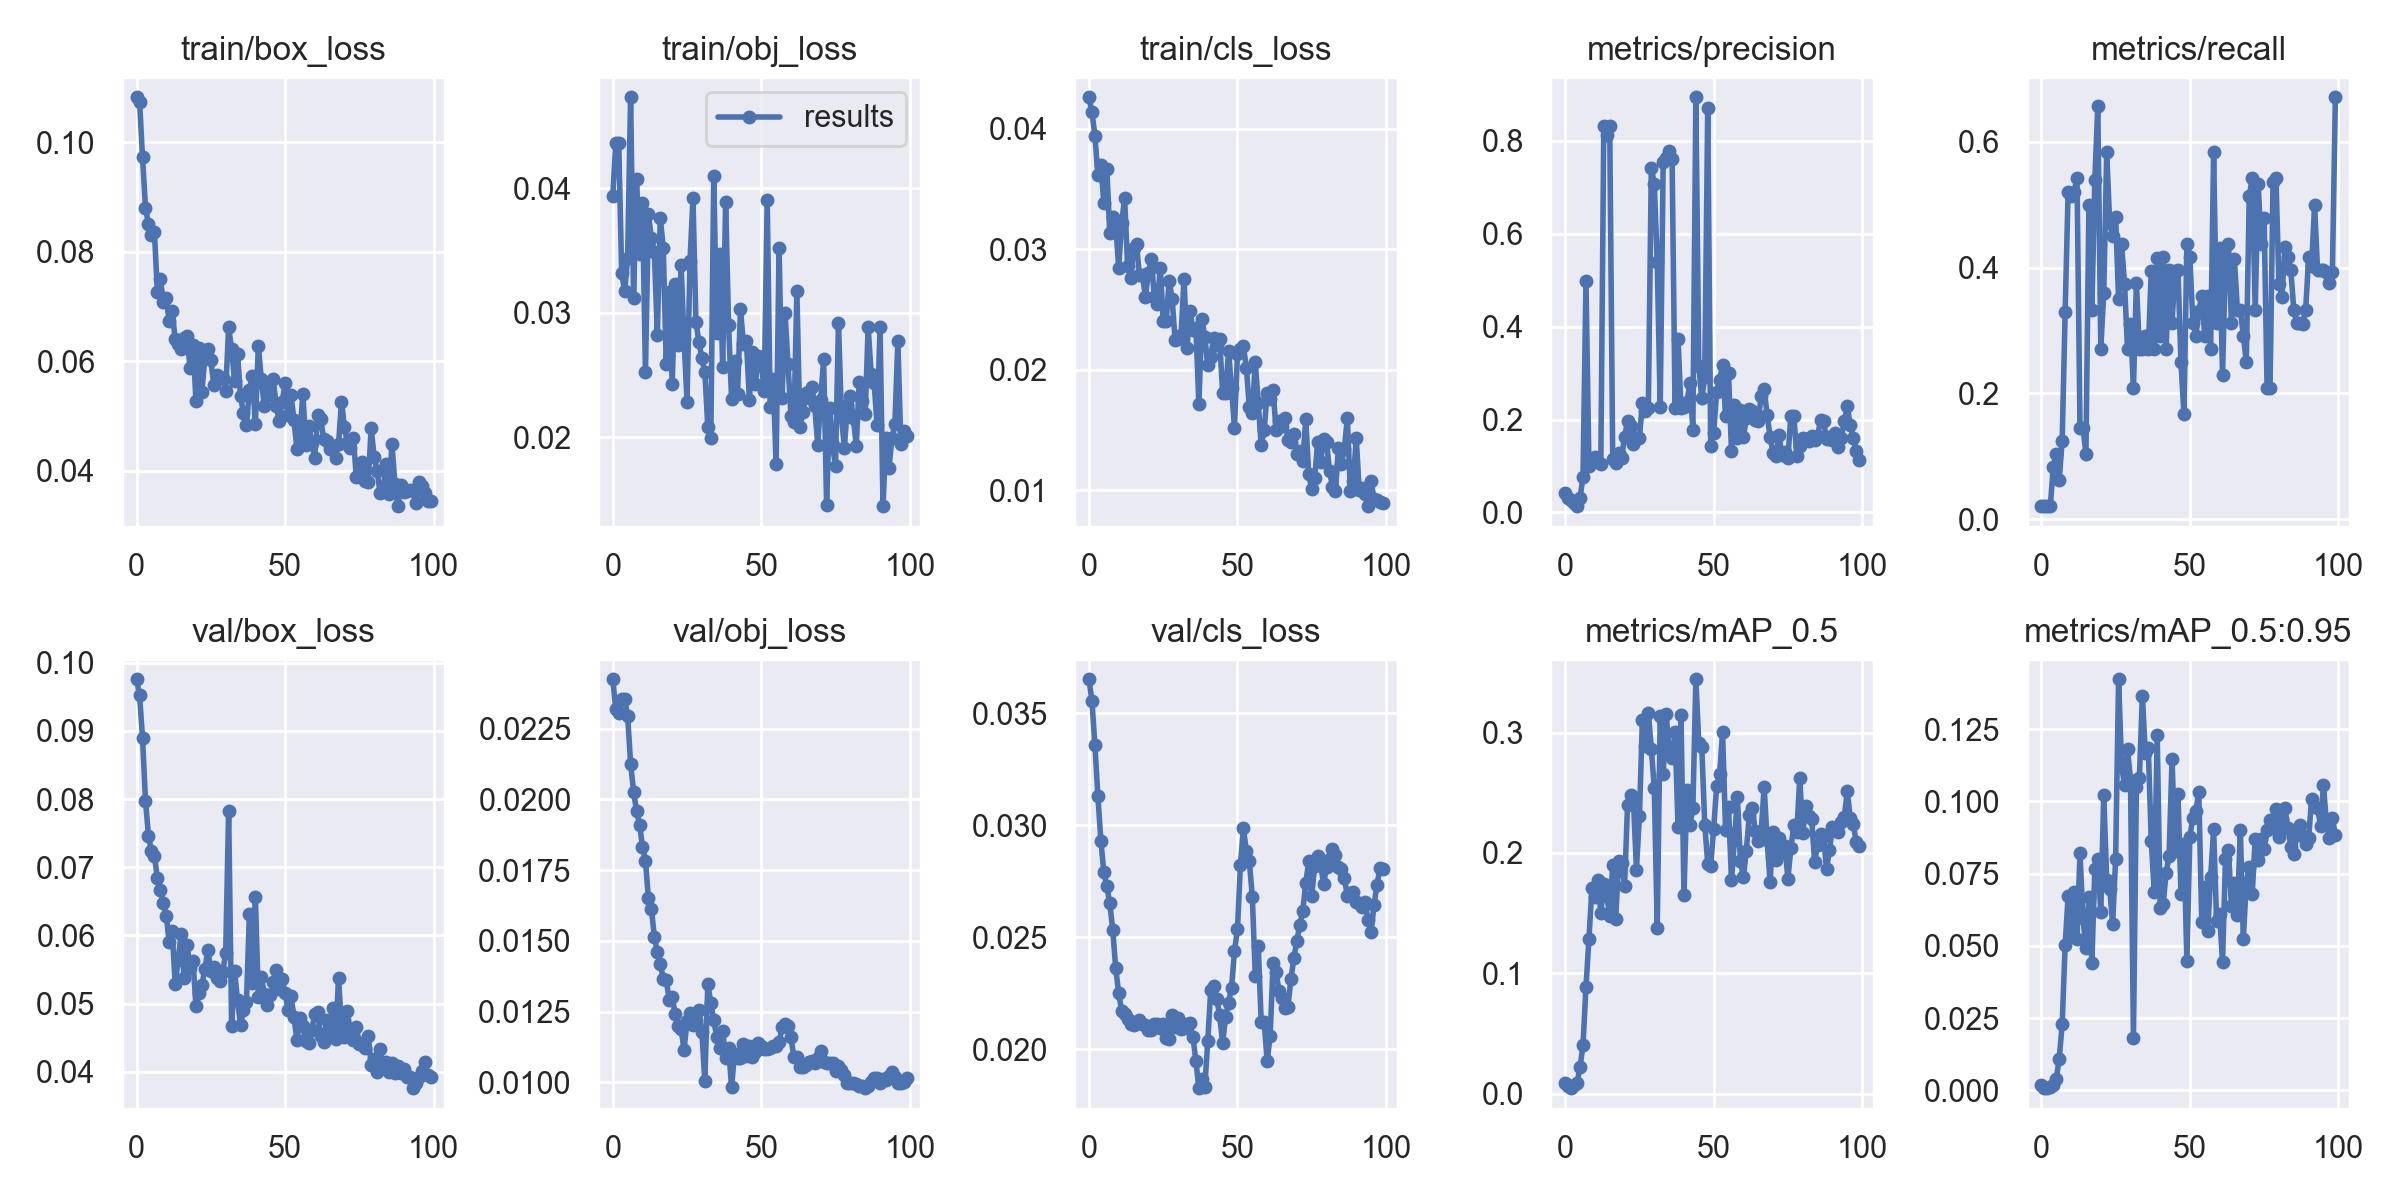 train/box_loss
0.10
0.08
0.06
0.04
0 50 100
train/obj_loss
results
0.04
0.03
0.02
0 50 100
train/cls_loss
0.04
0.03
0.02
0.01
0 50 100
metrics/precision
0.8
0.6
0.4
0.2
0.0
0 50 100
metrics/recall
0.6
0.4
0.2
0.0
0 50 100
val/box_loss
0.10
0.09
0.08
0.07
0.06
0.05
0.04
0 50 100
val/obj_loss
0.0225
0.0200
0.0175
0.0150
0.0125
0.0100
0 50 100
val/cls_loss
0.035
0.030
0.025
0.020
0 50 100
metrics/mAP_0.5
0.3
0.2
0.1
0.0
0 50 100
metrics/mAP_0.5:0.95
0.125
0.100
0.075
0.050
0.025
0.000
0 50 100